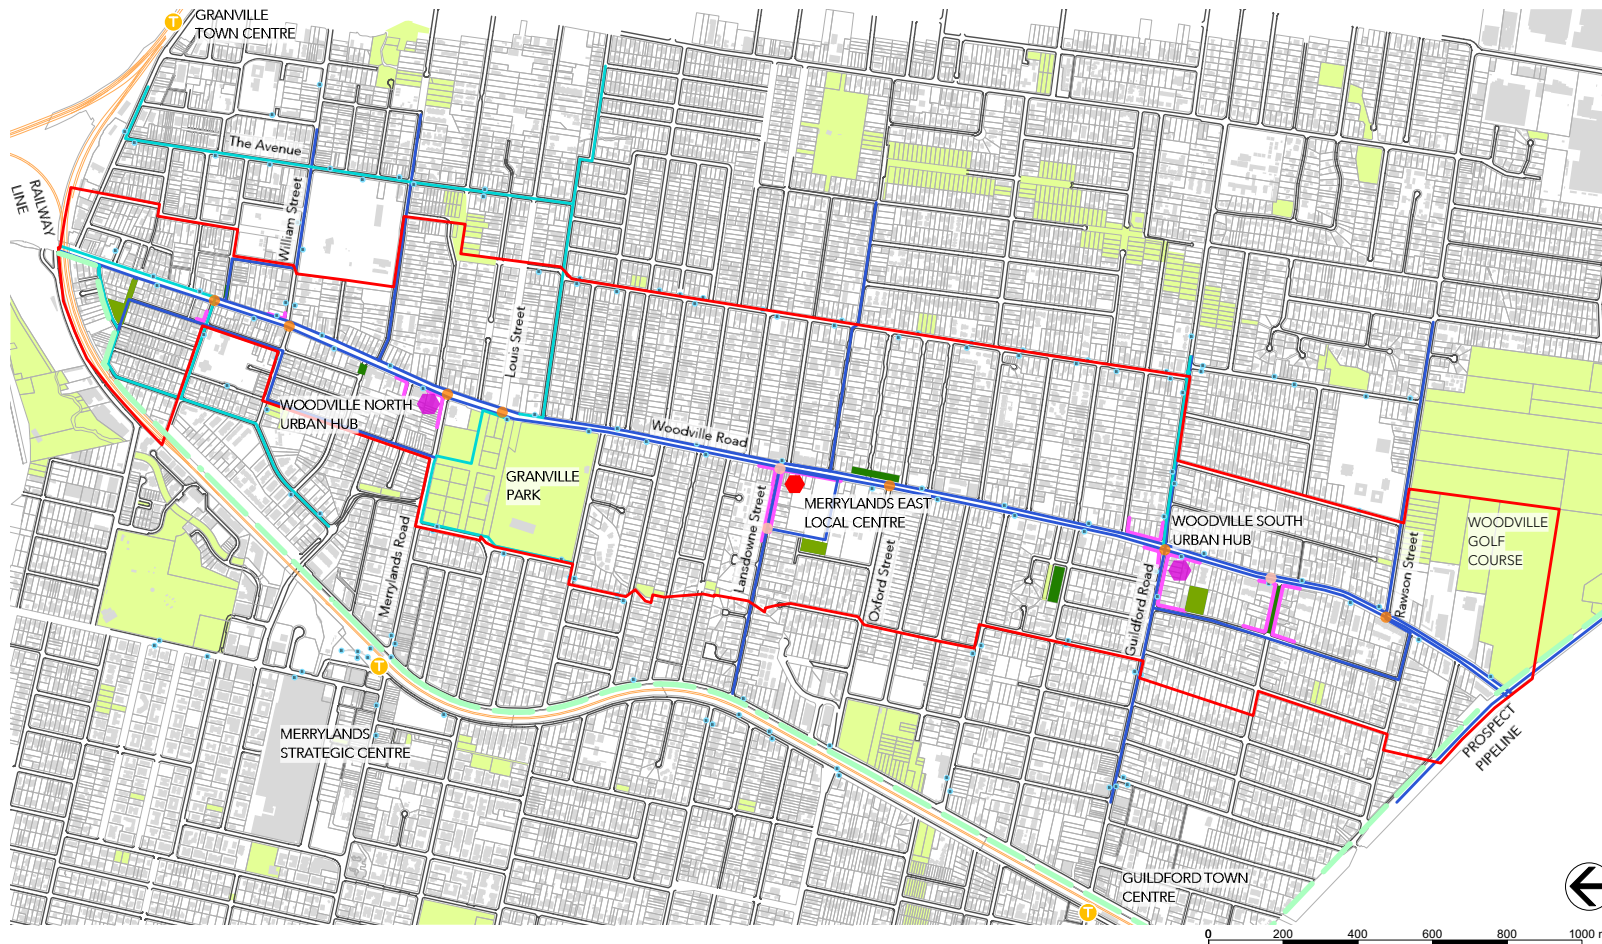 T
GRANVILLE
TOWN CENTRE
The Avenue
RAILWAY
LINE
William Street
Louis Street
WOODVILLE NORTH
URBAN HUB
Woodville Road
GRANVILLE
PARK
Lansdowne Street
MERRYLANDS EAST
LOCAL CENTRE
Merrylands Road
Oxford Street
WOODVILLE SOUTH
URBAN HUB
Guildford Road
Rawson Street
WOODVILLE
GOLF
COURSE
T
MERRYLANDS
STRATEGIC CENTRE
PROSPECT
PIPELINE
GUILDFORD TOWN
CENTRE
T
0 200 400 600 800 1000 m